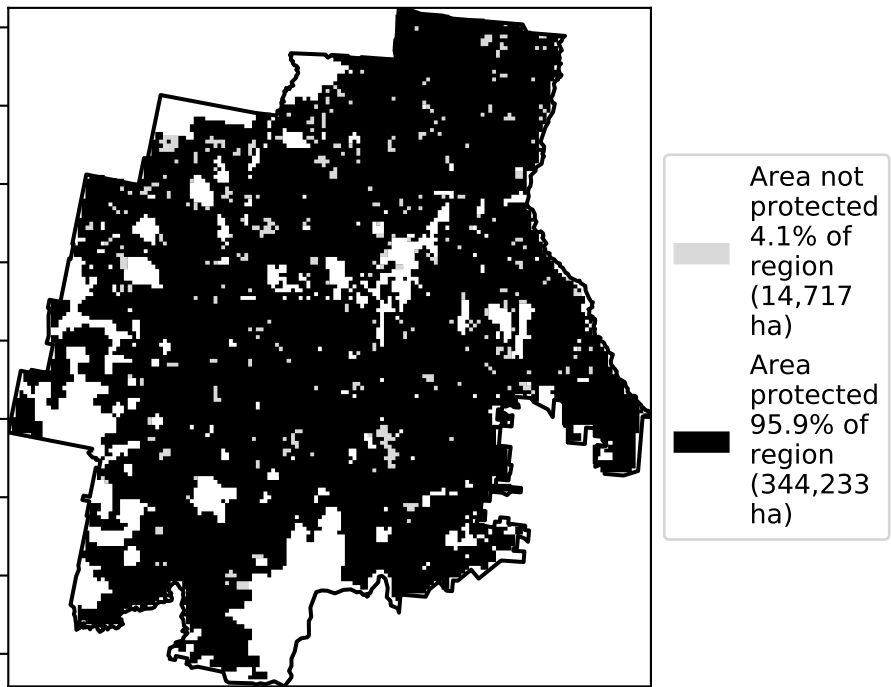 Area not
protected
4.1% of
region
(14,717
ha)
Area
protected
95.9% of
region
(344,233
ha)